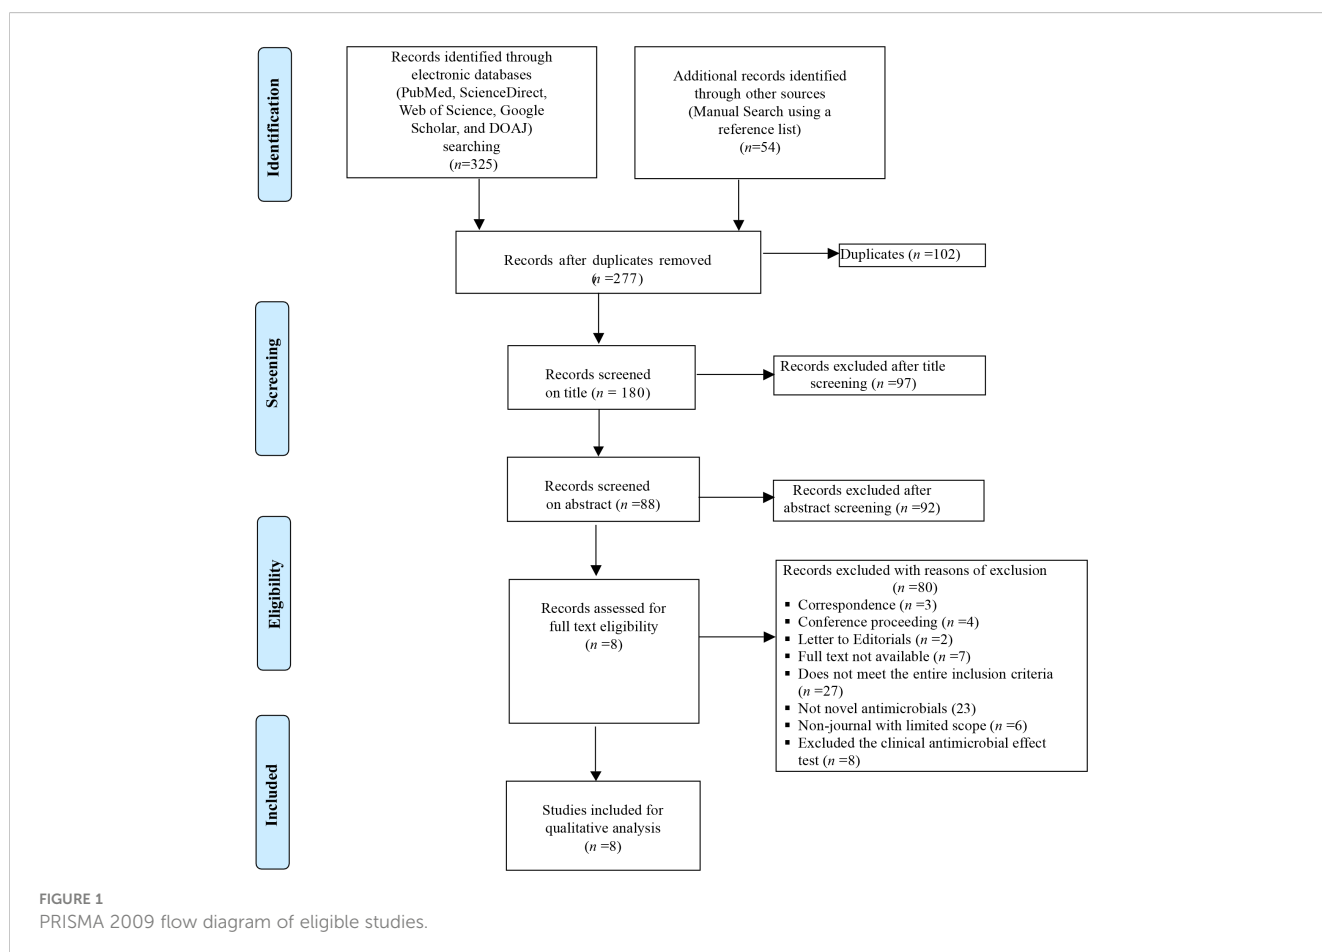 Identification
Records identified through
electronic databases
(PubMed, ScienceDirect,
Web of Science, Google
Scholar, and DOAJ)
searching
(n=325)
Additional records identified
through other sources
(Manual Search using a
reference list)
(n=54)
Records after duplicates removed
(n =277)
Duplicates (n =102)
Screening
Records screened
on title (n = 180)
Records excluded after title
screening (n =97)
Records screened
on abstract (n =88)
Records excluded after
abstract screening (n =92)
Eligibility
Records assessed for
full text eligibility
(n =8)
Records excluded with reasons of exclusion
(n =80)
▪ Correspondence (n =3)
▪ Conference proceeding (n =4)
▪ Letter to Editorials (n =2)
▪ Full text not available (n =7)
▪ Does not meet the entire inclusion criteria
(n =27)
▪ Not novel antimicrobials (23)
▪ Non-journal with limited scope (n =6)
▪ Excluded the clinical antimicrobial effect
test (n =8)
Included
Studies included for
qualitative analysis
(n =8)
FIGURE 1
PRISMA 2009 flow diagram of eligible studies.